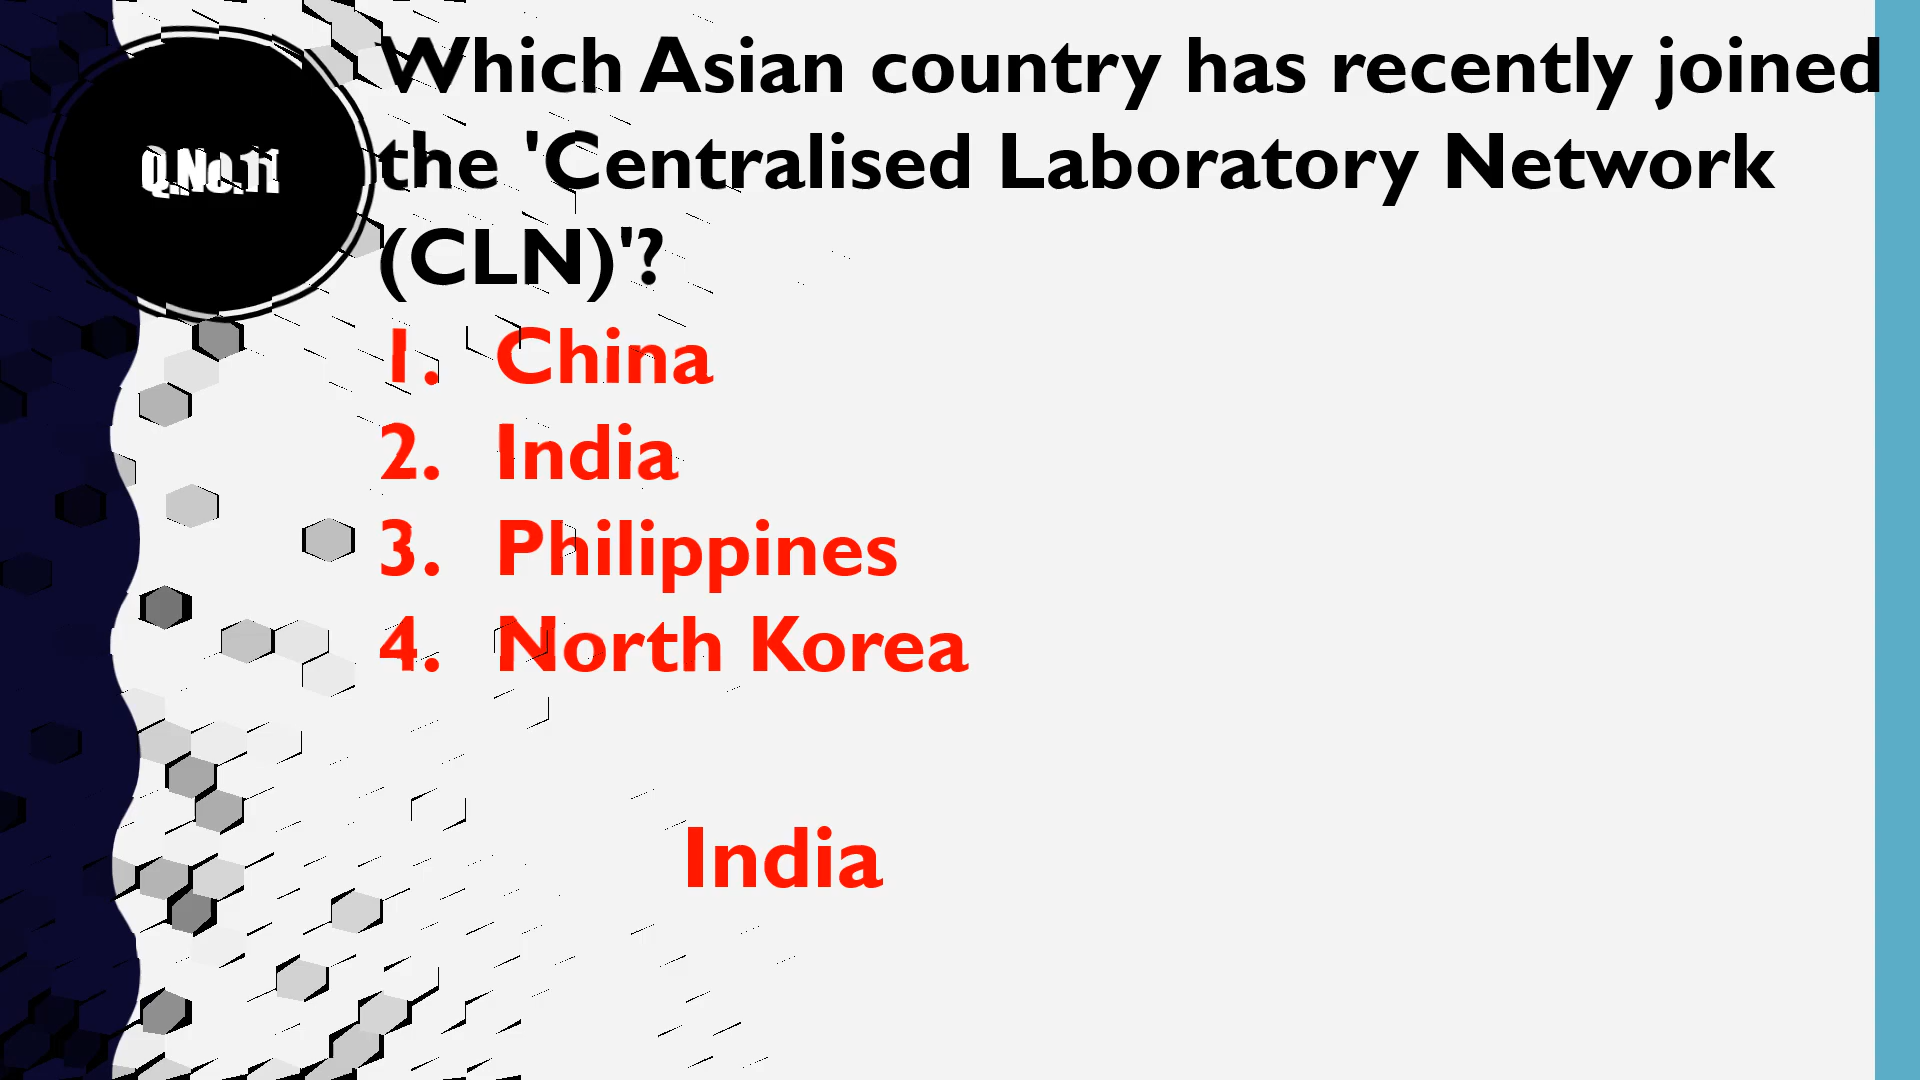 Q.No.11
Which Asian country has recently joined
the 'Centralised Laboratory Network
(CLN)'?
1. China
2. India
3. Philippines
4. North Korea
India